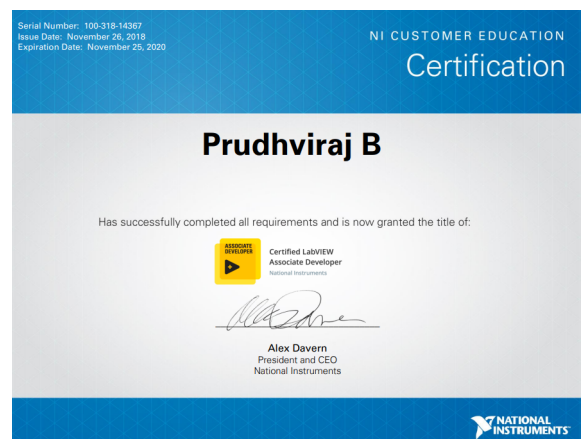 Serial Number: 100-318-14367
Issue Date: November 26, 2018
Expiration Date: November 25, 2020
NI CUSTOMER EDUCATION
Certification
Prudhviraj B
Has successfully completed all requirements and is now granted the title of:
ASSOCIATE
DEVELOPER
Certified LabVIEW
Associate Developer
National Instruments
Alex Davern
President and CEO
National Instruments
NATIONAL
INSTRUMENTS™